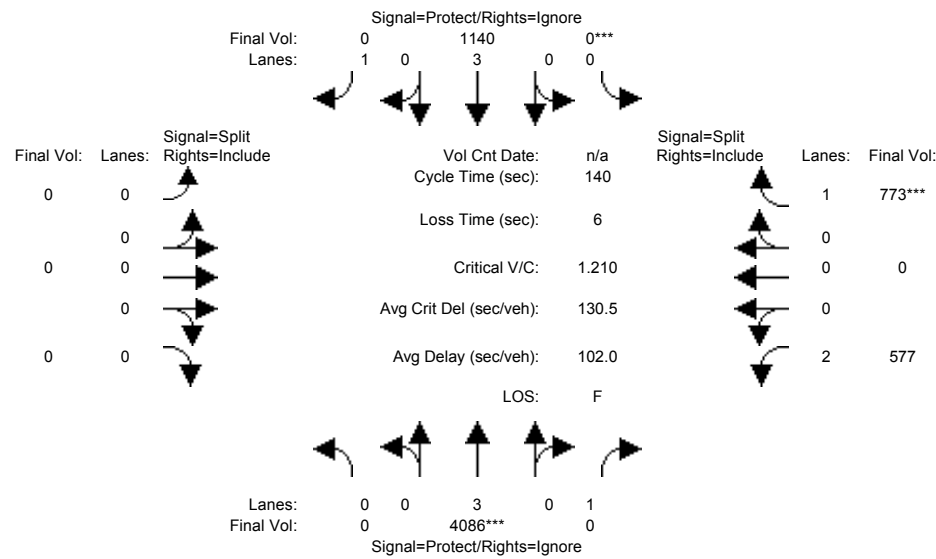 Signal=Protect/Rights=Ignore
Final Vol: 0 1140 0***
Lanes: 1 0 3 0 0
Signal=Split Signal=Split
Final Vol: Lanes: Rights=Include Vol Cnt Date: n/a Rights=Include Lanes: Final Vol:
Cycle Time (sec): 140
0 0 1 773***
Loss Time (sec): 6
0 0
0 0 Critical V/C: 1.210 0 0
0 Avg Crit Del (sec/veh): 130.5 0
0 0 Avg Delay (sec/veh): 102.0 2 577
LOS: F
Lanes: 0 0 3 0 1
Final Vol: 0 4086*** 0
Signal=Protect/Rights=Ignore